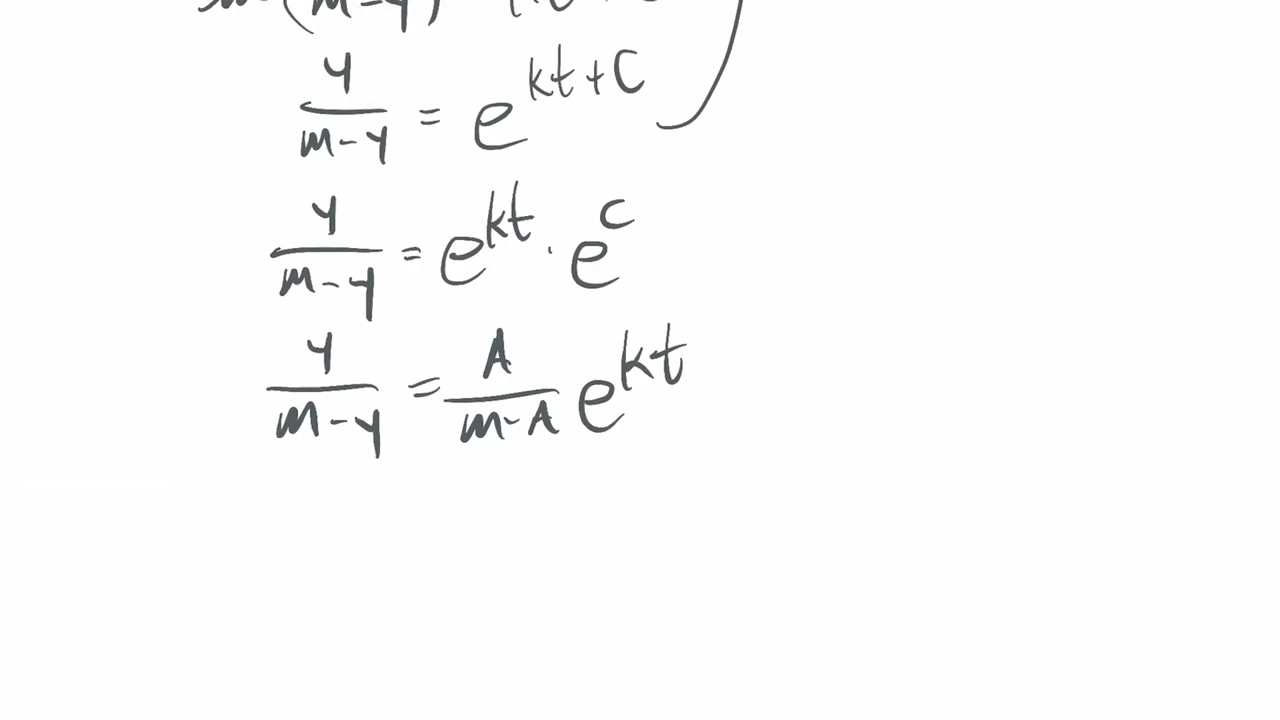 y/(m-y) = e^(kt+C)
y/(m-y) = e^(kt) · e^C
y/(m-y) = A/(m-A) e^(kt)